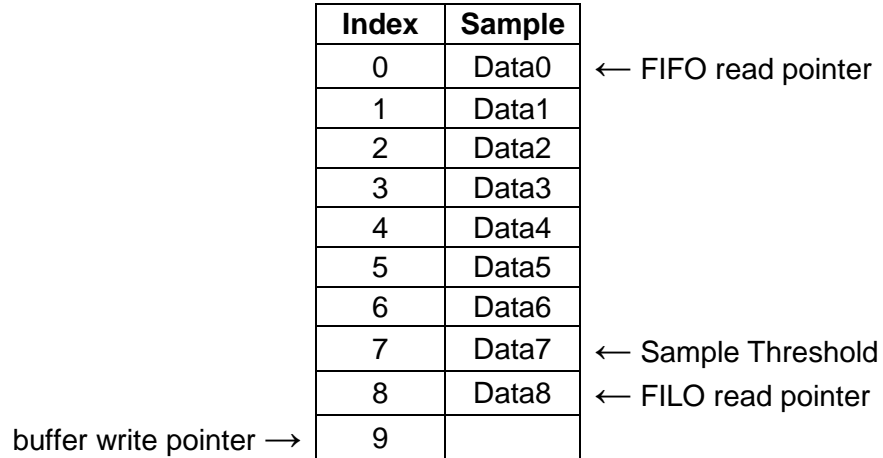 Index Sample
0 Data0 ← FIFO read pointer
1 Data1
2 Data2
3 Data3
4 Data4
5 Data5
6 Data6
7 Data7 ← Sample Threshold
8 Data8 ← FILO read pointer
buffer write pointer → 9